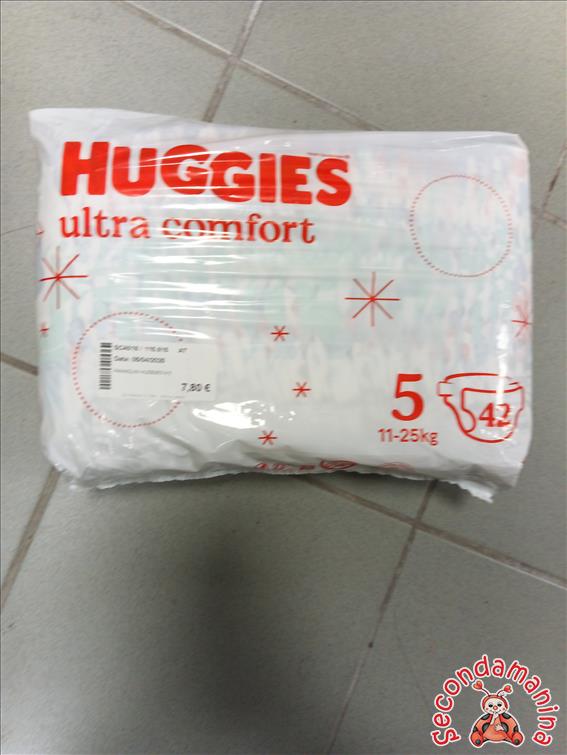 HUGGIES
ultra comfort
7,80 €
5
11-25kg
42
Secondamanina